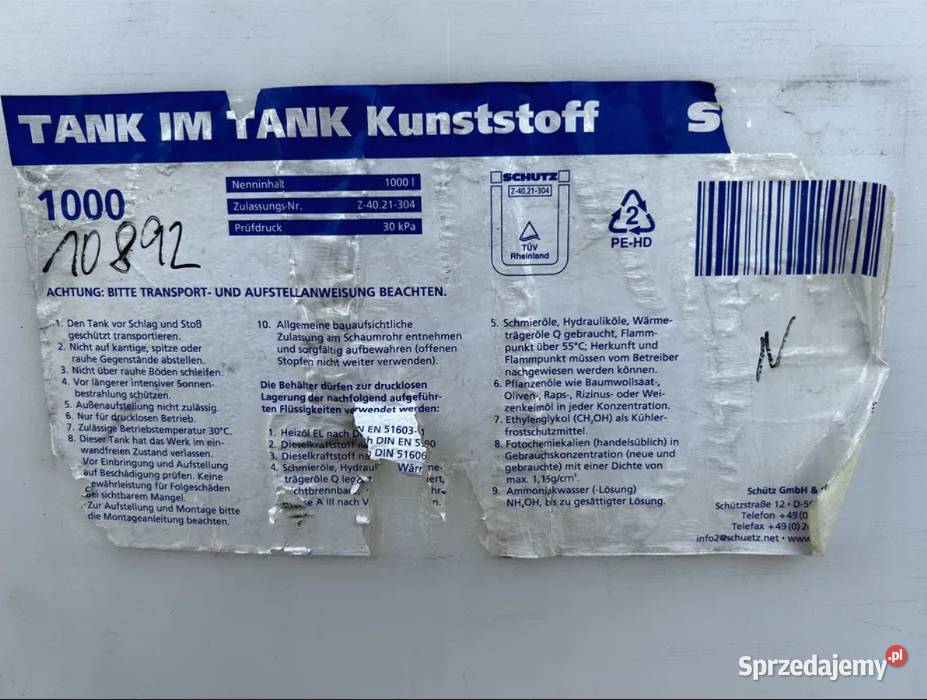 TANK IM TANK Kunststoff
1000
10892
Nenninhalt 1000 l
Zulassungs-Nr. Z-40.21-304
Prüfdruck 30 kPa
SCHÜTZ
Z-40.21-304
TÜV
Rheinland
2
PE-HD
ACHTUNG: BITTE TRANSPORT- UND AUFSTELLANWEISUNG BEACHTEN.
1. Den Tank vor Schlag und Stoß
geschützt transportieren.
2. Nicht auf kantige, spitze oder
rauhe Gegenstände abstellen.
3. Nicht über rauhe Böden schleifen.
4. Vor längerer intensiver Sonnen-
bestrahlung schützen.
5. Außenaufstellung nicht zulässig.
6. Nur für drucklosen Betrieb.
7. Zulässige Betriebstemperatur 30°C.
8. Dieser Tank hat das Werk im ein-
wandfreien Zustand verlassen.
Vor Einbringung und Aufstellung
auf Beschädigung prüfen. Keine
Gewährleistung für Folgeschäden
bei sichtbarem Mangel.
Zur Aufstellung und Montage bitte
die Montageanleitung beachten.
10. Allgemeine bauaufsichtliche
Zulassung am Schaumrohr entnehmen
und sorgfältig aufbewahren (offenen
Stopfen nicht weiter verwenden).
Die Behälter dürfen zur drucklosen
Lagerung der nachfolgend aufgeführ-
ten Flüssigkeiten verwendet werden:
1. Heizöl EL nach DIN EN 51603-1
2. Dieselkraftstoff nach DIN EN 590
3. Dieselkraftstoff DIN 51606
4. Schmieröle, Hydrau Wärme-
trägeröle Q
A III nach
5. Schmieröle, Hydrauliköle, Wärme-
trägeröle Q gebraucht, Flamm-
punkt über 55°C; Herkunft und
Flammpunkt müssen vom Betreiber
nachgewiesen werden können.
6. Pflanzenöle wie Baumwollsaat-,
Oliven-, Raps-, Rizinus- oder Wei-
zenkeimöl in jeder Konzentration.
7. Ethylenglykol (CH₂OH) als Kühler-
frostschutzmittel.
8. Fotochemiekalien (handelsüblich) in
Gebrauchskonzentration (neue und
gebrauchte) mit einer Dichte von
max. 1,15g/cm³.
9. Ammoniakwasser (-Lösung)
NH₄OH, bis zu gesättigter Lösung.
N
Schütz GmbH &
Schützstraße 12 • D-5
Telefon +49 (0
Telefax +49 (0) 2
info2@schuetz.net • www
Sprzedajemy.pl